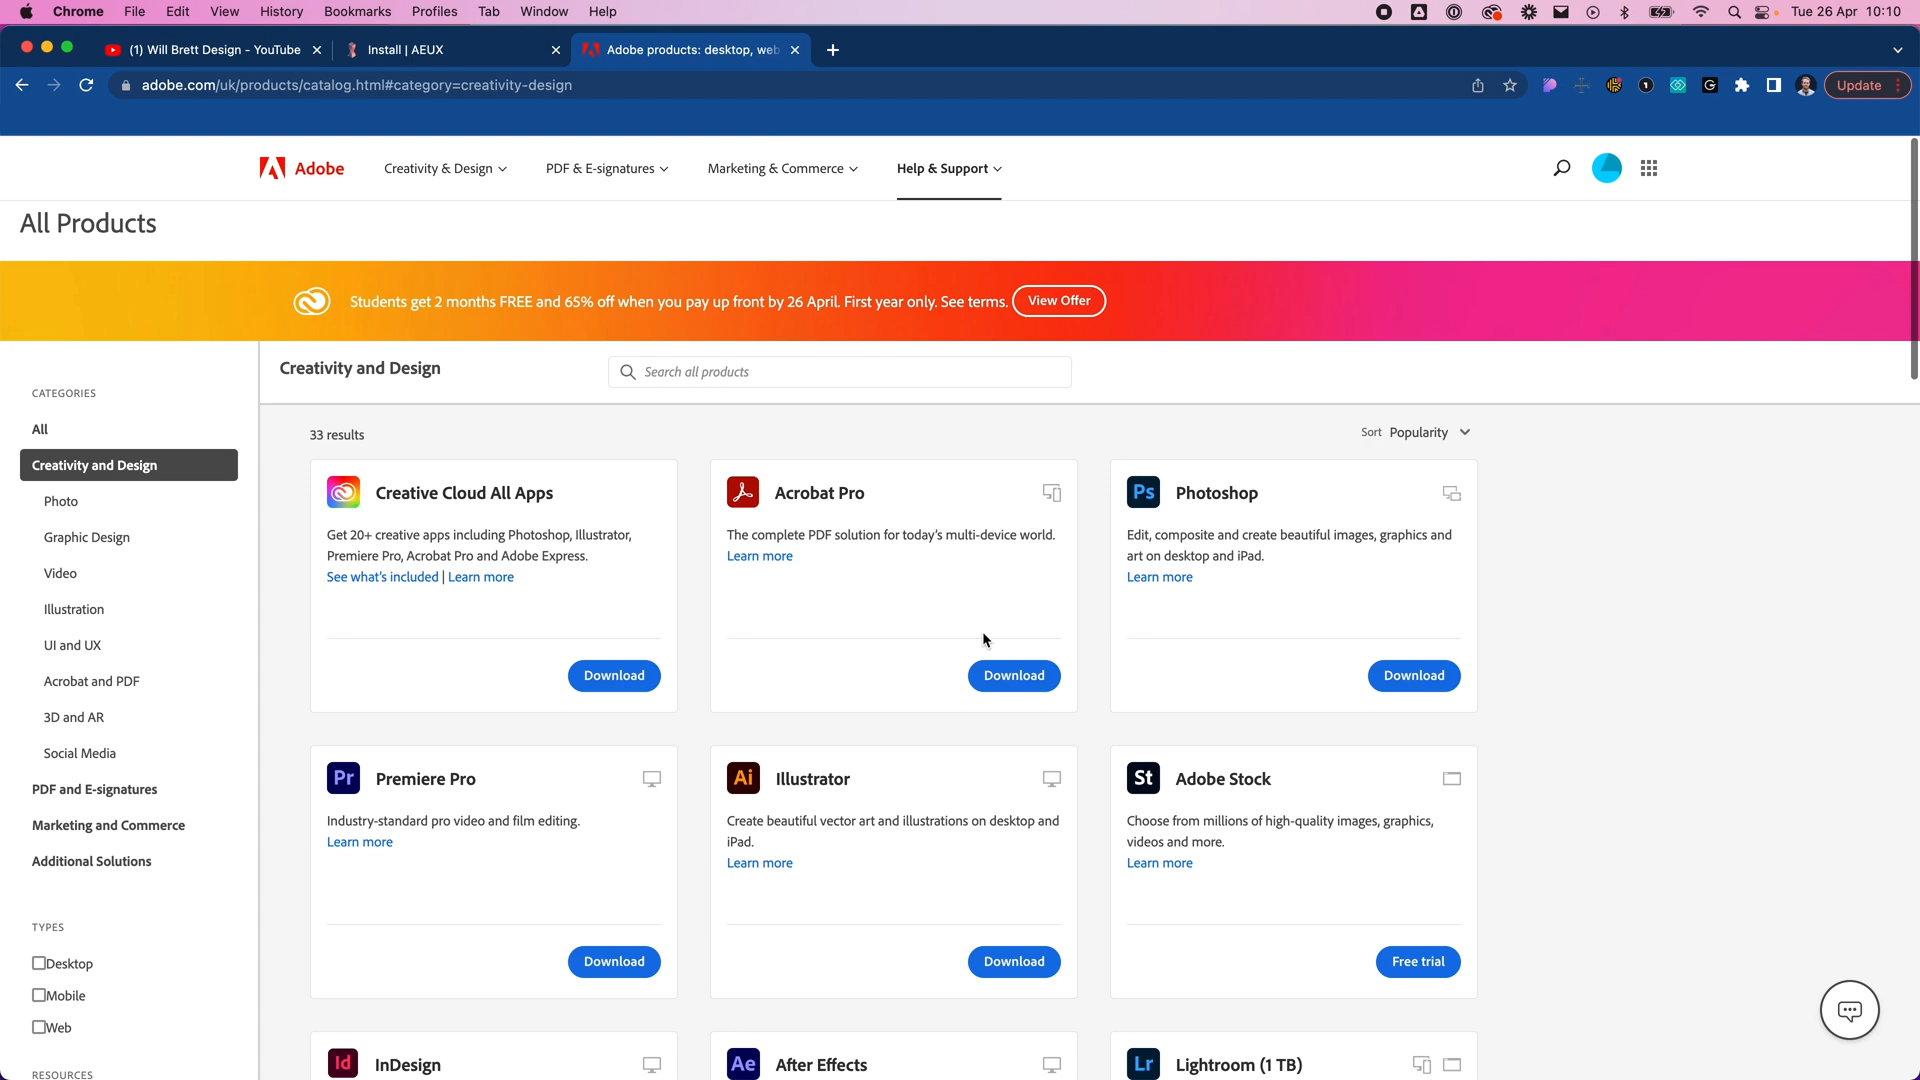 Chrome File Edit View History Bookmarks Profiles Tab Window Help Tue 26 Apr 10:10
(1) Will Brett Design - YouTube Install | AEUX Adobe products: desktop, web
adobe.com/uk/products/catalog.html#category=creativity-design Update
Adobe Creativity & Design PDF & E-signatures Marketing & Commerce Help & Support
All Products
Students get 2 months FREE and 65% off when you pay up front by 26 April. First year only. See terms. View Offer
Creativity and Design Search all products
CATEGORIES
All
Creativity and Design
Photo
Graphic Design
Video
Illustration
UI and UX
Acrobat and PDF
3D and AR
Social Media
PDF and E-signatures
Marketing and Commerce
Additional Solutions
TYPES
Desktop
Mobile
Web
RESOURCES
33 results Sort Popularity
Creative Cloud All Apps
Get 20+ creative apps including Photoshop, Illustrator,
Premiere Pro, Acrobat Pro and Adobe Express.
See what's included | Learn more
Download
Acrobat Pro
The complete PDF solution for today's multi-device world.
Learn more
Download
Ps Photoshop
Edit, composite and create beautiful images, graphics and
art on desktop and iPad.
Learn more
Download
Pr Premiere Pro
Industry-standard pro video and film editing.
Learn more
Download
Ai Illustrator
Create beautiful vector art and illustrations on desktop and
iPad.
Learn more
Download
St Adobe Stock
Choose from millions of high-quality images, graphics,
videos and more.
Learn more
Free trial
Id InDesign
Ae After Effects
Lr Lightroom (1 TB)